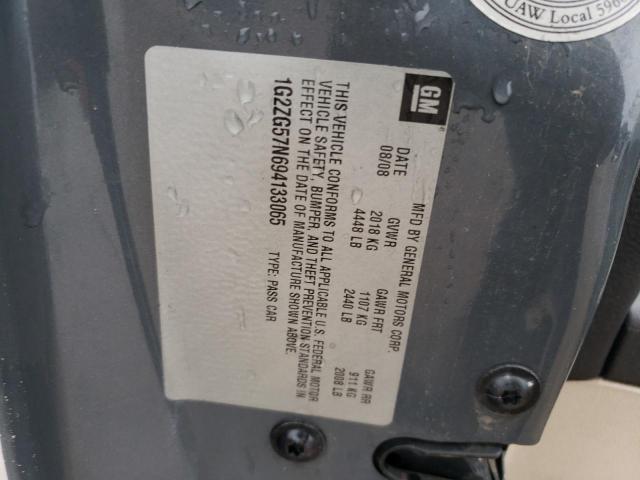 UAW Local 596
GM
MFD BY GENERAL MOTORS CORP.
DATE GVWR GAWR FRT GAWR RR
08/08 2018 KG 1107 KG 911 KG
4448 LB 2440 LB 2008 LB
THIS VEHICLE CONFORMS TO ALL APPLICABLE U.S. FEDERAL MOTOR
VEHICLE SAFETY, BUMPER, AND THEFT PREVENTION STANDARDS IN
EFFECT ON THE DATE OF MANUFACTURE SHOWN ABOVE.
1G2ZG57N694133065 TYPE: PASS CAR